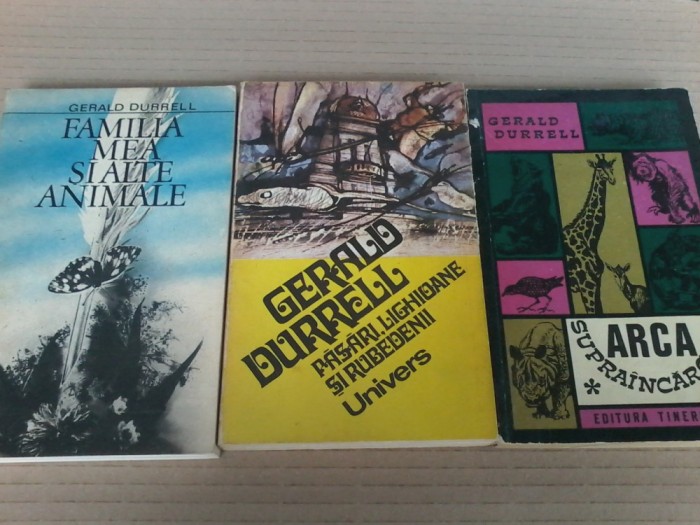 GERALD DURRELL
FAMILIA
MEA
SI ALTE
ANIMALE
GERALD
DURRELL
PĂSĂRI, LIGHIOANE
ȘI RUBEDENII
Univers
GERALD
DURRELL
ARCA
SUPRAÎNCĂRC
*
EDITURA TINER